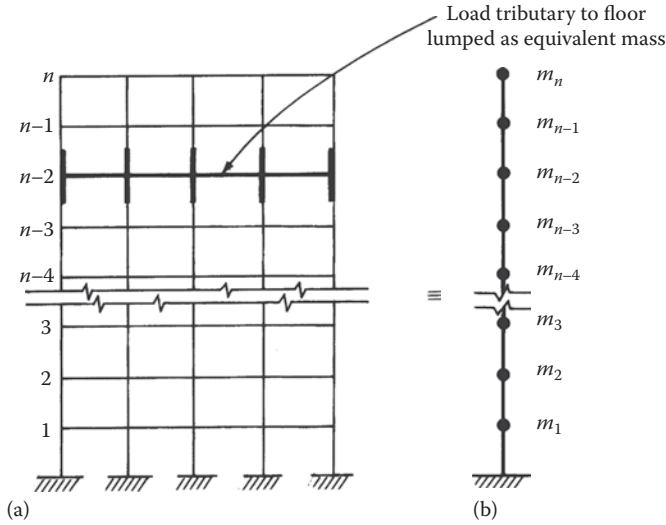 Load tributary to floor
lumped as equivalent mass
n
n–1
n–2
n–3
n–4
3
2
1
(a)
≡
m_n
m_{n–1}
m_{n–2}
m_{n–3}
m_{n–4}
m_3
m_2
m_1
(b)